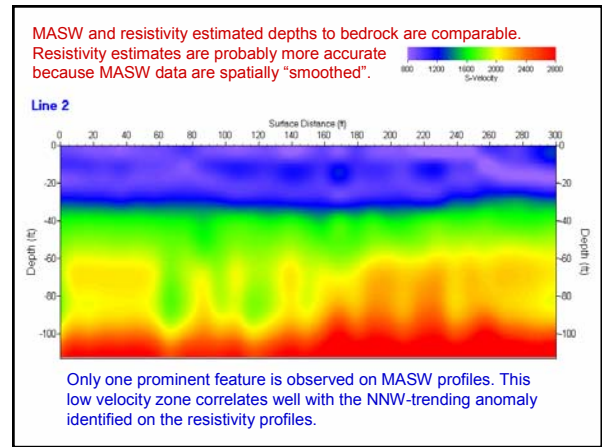 MASW and resistivity estimated depths to bedrock are comparable.
Resistivity estimates are probably more accurate
because MASW data are spatially “smoothed”.
800 1200 1600 2000 2400 2800
S-Velocity
Line 2
Surface Distance (ft)
0 20 40 60 80 100 120 140 160 180 200 220 240 260 280 300
0 0
-20 -20
-40 -40
Depth (ft) Depth (ft)
-60 -60
-80 -80
-100 -100
Only one prominent feature is observed on MASW profiles. This
low velocity zone correlates well with the NNW-trending anomaly
identified on the resistivity profiles.